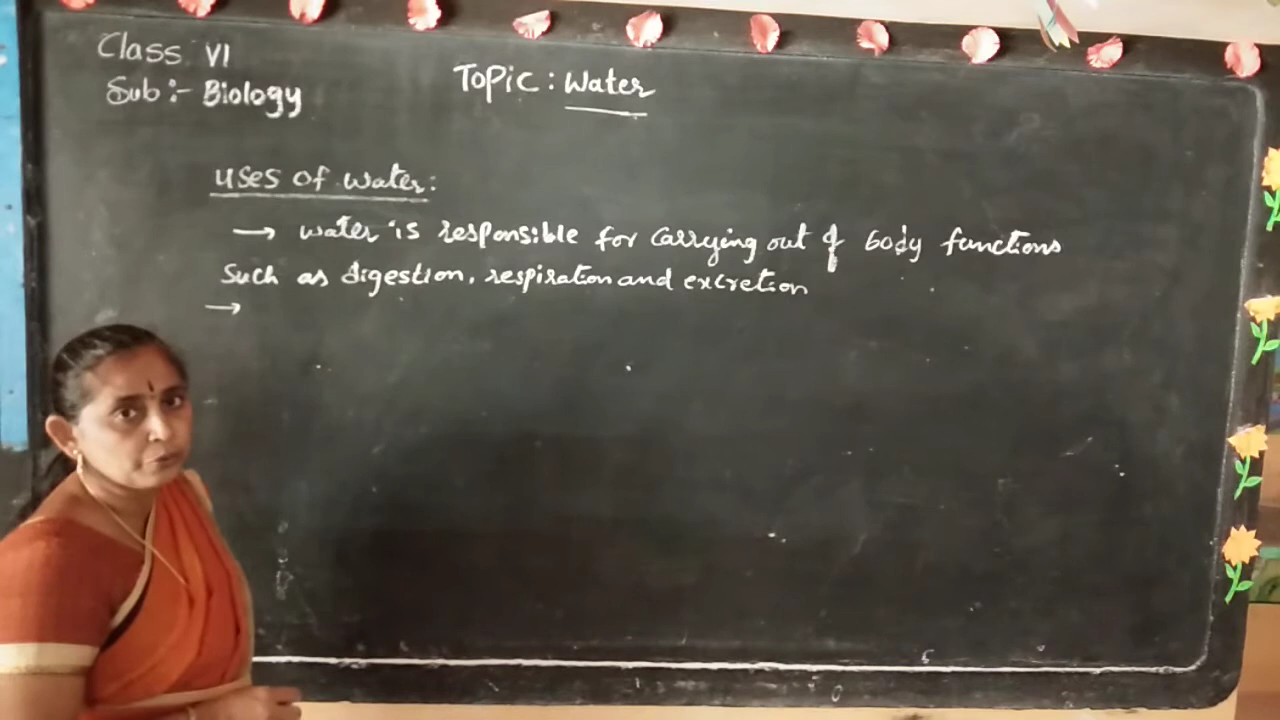 Class VI
Sub :- Biology
Topic : Water
uses of water:
→ water is responsible for carrying out of body functions
Such as digestion, respiration and excretion
→